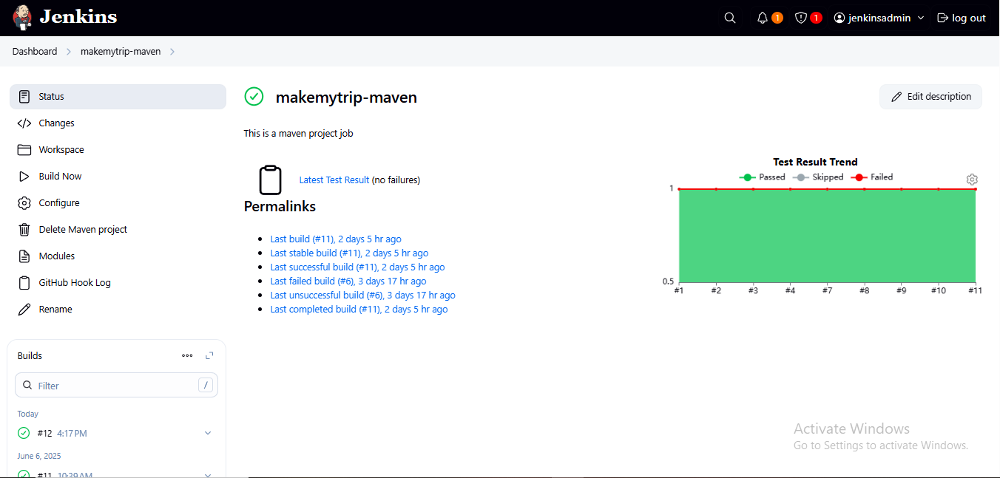 Jenkins
1
1
jenkinsadmin
log out
Dashboard
makemytrip-maven
Status
Changes
Workspace
Build Now
Configure
Delete Maven project
Modules
GitHub Hook Log
Rename
Builds
Filter
/
Today
#12 4:17 PM
June 6, 2025
#11 10:39 AM
makemytrip-maven
Edit description
This is a maven project job
Latest Test Result (no failures)
Permalinks
Last build (#11), 2 days 5 hr ago
Last stable build (#11), 2 days 5 hr ago
Last successful build (#11), 2 days 5 hr ago
Last failed build (#6), 3 days 17 hr ago
Last unsuccessful build (#6), 3 days 17 hr ago
Last completed build (#11), 2 days 5 hr ago
Test Result Trend
Passed Skipped Failed
1
0.5
#1 #2 #3 #4 #7 #8 #9 #10 #11
Activate Windows
Go to Settings to activate Windows.